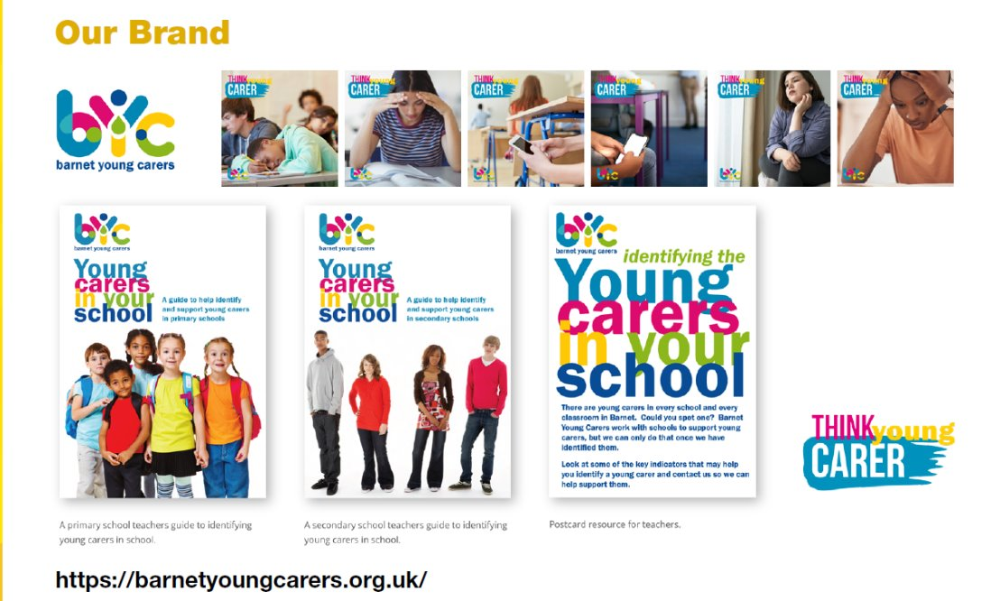 Our Brand
byc
barnet young carers
THINK young
CARER
byc
THINK young
CARER
byc
THINK young
CARER
byc
THINK young
CARER
byc
THINK young
CARER
byc
THINK young
CARER
byc
byc
barnet young carers
Young
carers
in your
school
A guide to help identify
and support young carers
in primary schools
byc
barnet young carers
Young
carers
in your
school
A guide to help identify
and support young carers
in secondary schools
byc
barnet young carers
identifying the
Young
carers
in your
school
There are young carers in every school and every
classroom in Barnet. Could you spot one? Barnet
Young Carers work with schools to support young
carers, but we can only do that once we have
identified them.
Look at some of the key indicators that may help
you identify a young carer and contact us so we can
help support them.
THINK young
CARER
A primary school teachers guide to identifying
young carers in school.
A secondary school teachers guide to identifying
young carers in school.
Postcard resource for teachers.
https://barnetyoungcarers.org.uk/